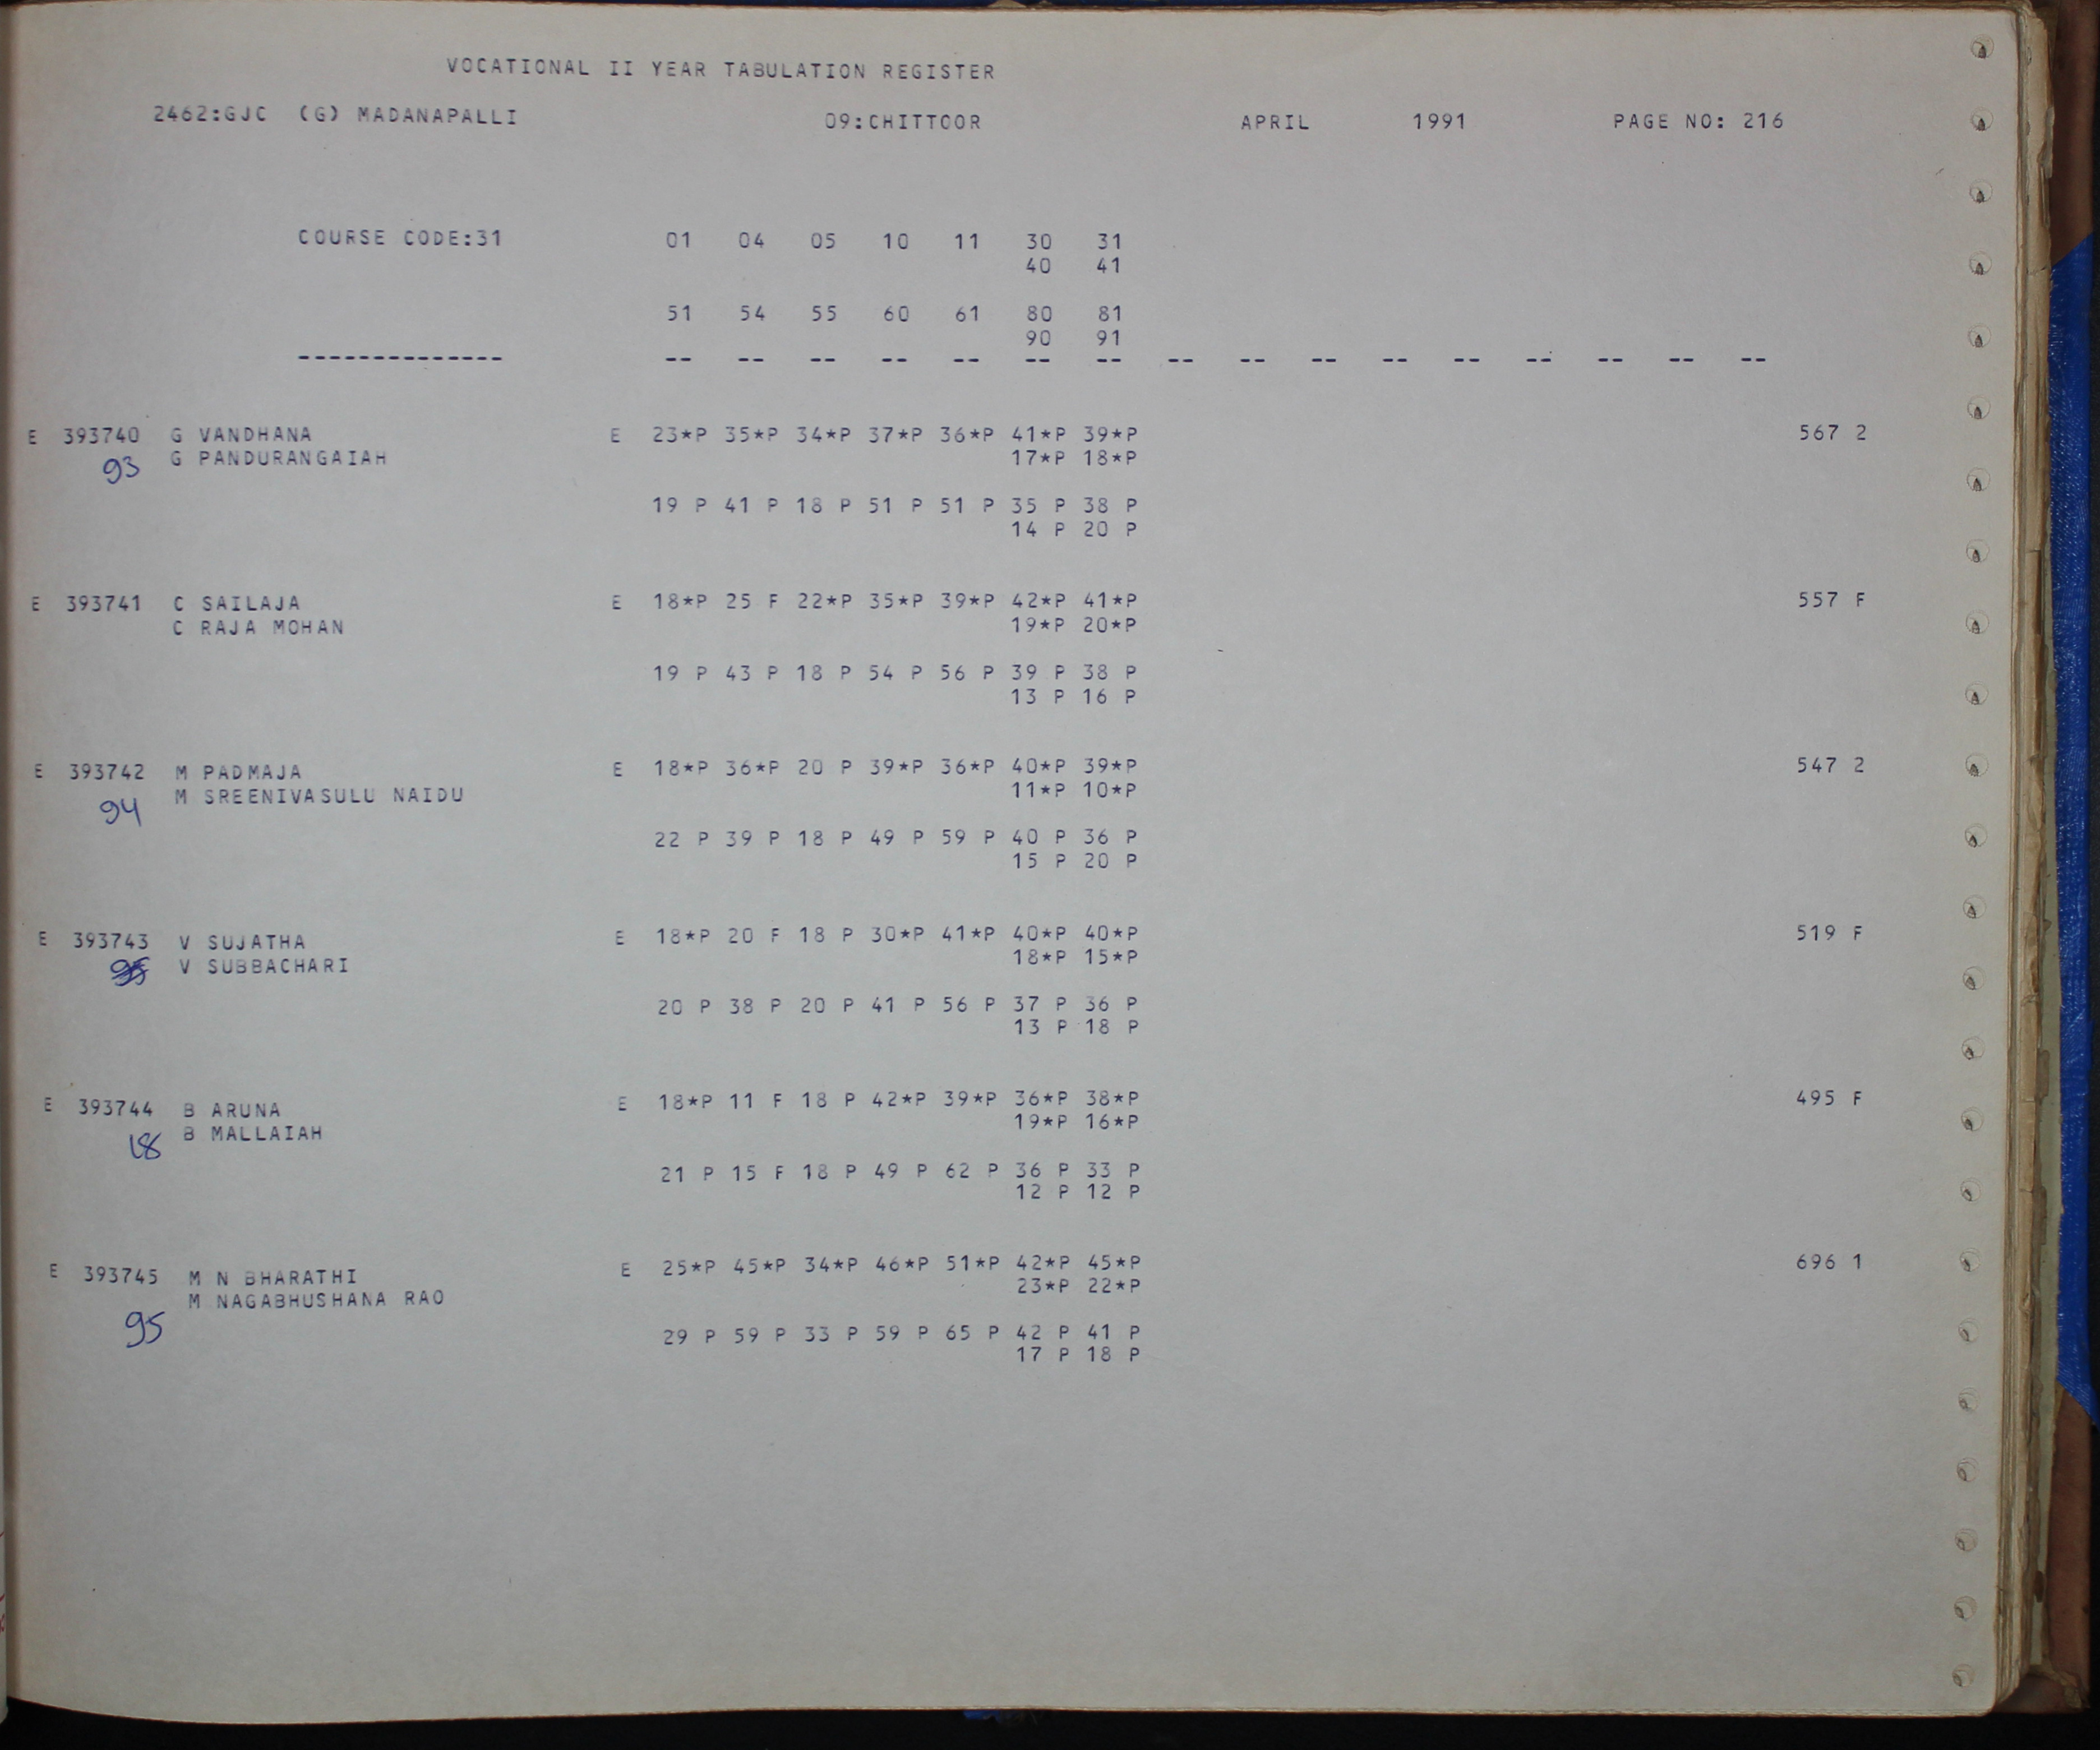 VOCATIONAL II YEAR TABULATION REGISTER
2462:GJC (G) MADANAPALLI 09:CHITTOOR APRIL 1991 PAGE NO: 216
COURSE CODE:31 01 04 05 10 11 30 31
40 41
51 54 55 60 61 80 81
90 91
-------------- -- -- -- -- -- -- -- -- -- -- -- -- -- -- -- --
E 393740 G VANDHANA E 23*P 35*P 34*P 37*P 36*P 41*P 39*P 567 2
93 G PANDURANGAIAH 17*P 18*P
19 P 41 P 18 P 51 P 51 P 35 P 38 P
14 P 20 P
E 393741 C SAILAJA E 18*P 25 F 22*P 35*P 39*P 42*P 41*P 557 F
C RAJA MOHAN 19*P 20*P
19 P 43 P 18 P 54 P 56 P 39 P 38 P
13 P 16 P
E 393742 M PADMAJA E 18*P 36*P 20 P 39*P 36*P 40*P 39*P 547 2
94 M SREENIVASULU NAIDU 11*P 10*P
22 P 39 P 18 P 49 P 59 P 40 P 36 P
15 P 20 P
E 393743 V SUJATHA E 18*P 20 F 18 P 30*P 41*P 40*P 40*P 519 F
V SUBBACHARI 18*P 15*P
20 P 38 P 20 P 41 P 56 P 37 P 36 P
13 P 18 P
E 393744 B ARUNA E 18*P 11 F 18 P 42*P 39*P 36*P 38*P 495 F
18 B MALLAIAH 19*P 16*P
21 P 15 F 18 P 49 P 62 P 36 P 33 P
12 P 12 P
E 393745 M N BHARATHI E 25*P 45*P 34*P 46*P 51*P 42*P 45*P 696 1
95 M NAGABHUSHANA RAO 23*P 22*P
29 P 59 P 33 P 59 P 65 P 42 P 41 P
17 P 18 P